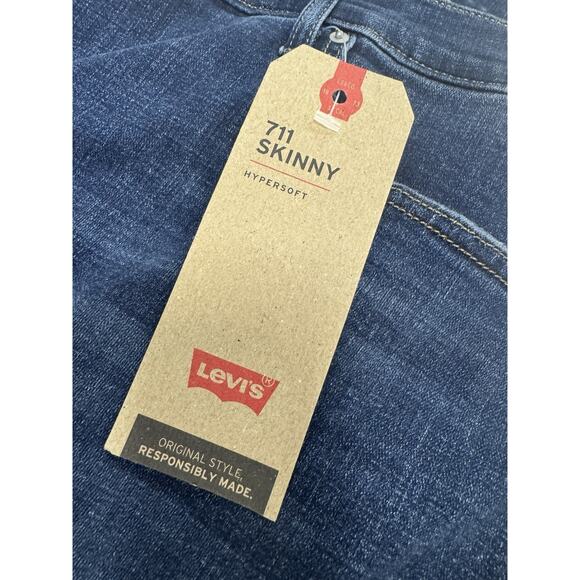 711
SKINNY
HYPERSOFT
LEVI'S®
ORIGINAL STYLE,
RESPONSIBLY MADE.